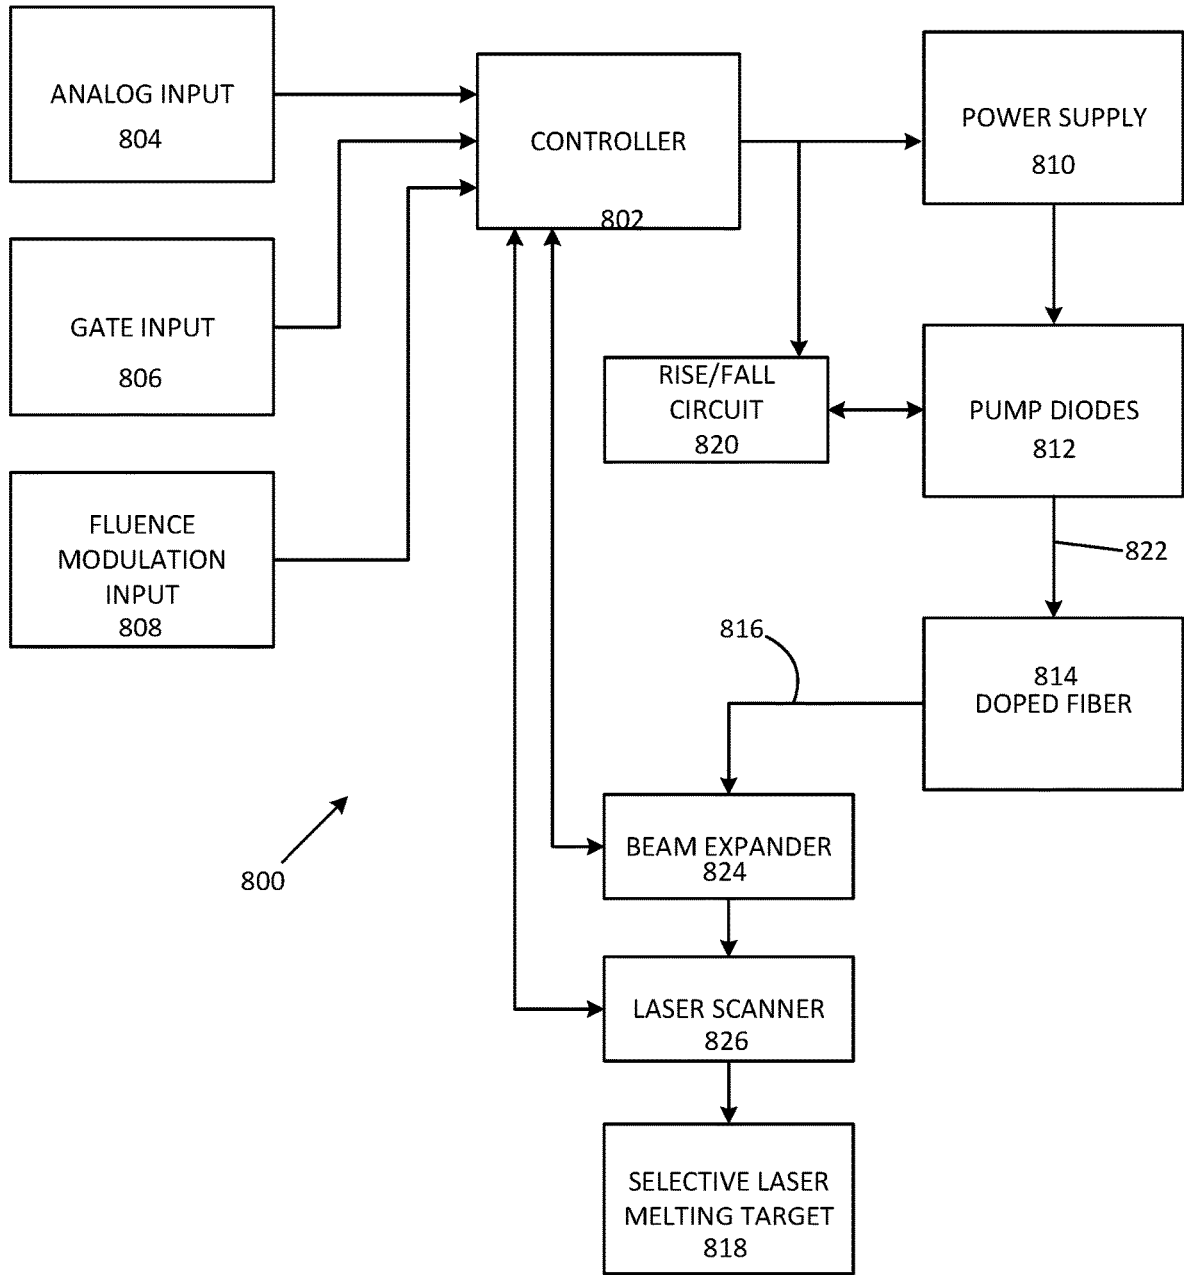 ANALOG INPUT
804
CONTROLLER
802
POWER SUPPLY
810
GATE INPUT
806
RISE/FALL
CIRCUIT
820
PUMP DIODES
812
FLUENCE
MODULATION
INPUT
808
822
816
814
DOPED FIBER
800
BEAM EXPANDER
824
LASER SCANNER
826
SELECTIVE LASER
MELTING TARGET
818